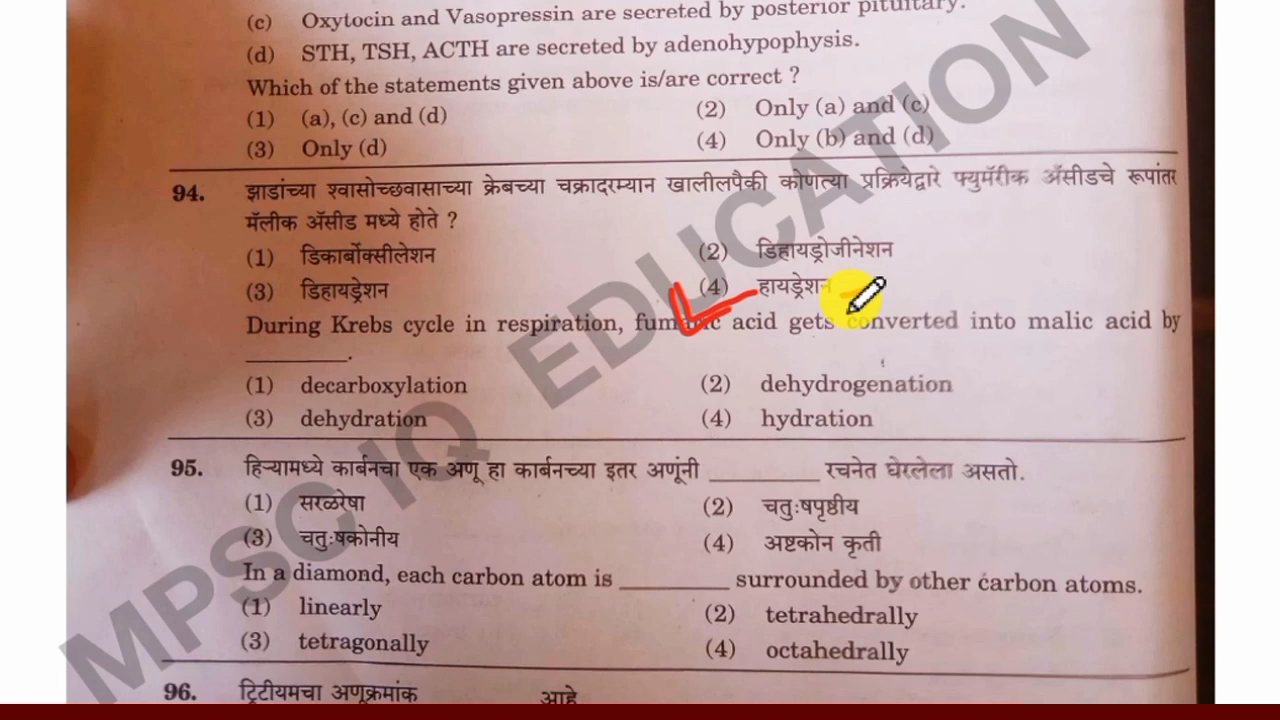 (c) Oxytocin and Vasopressin are secreted by posterior pituitary.
(d) STH, TSH, ACTH are secreted by adenohypophysis.
Which of the statements given above is/are correct ?
(1) (a), (c) and (d) (2) Only (a) and (c)
(3) Only (d) (4) Only (b) and (d)
94. झाडांच्या श्वासोच्छवासाच्या क्रेबच्या चक्रादरम्यान खालीलपैकी कोणत्या प्रक्रियेद्वारे फ्युमॅरीक ॲसीडचे रूपांतर
मॅलीक ॲसीड मध्ये होते ?
(1) डिकार्बोक्सीलेशन (2) डिहायड्रोजीनेशन
(3) डिहायड्रेशन (4) हायड्रेशन
During Krebs cycle in respiration, fumaric acid gets converted into malic acid by
________.
(1) decarboxylation (2) dehydrogenation
(3) dehydration (4) hydration
95. हिऱ्यामध्ये कार्बनचा एक अणू हा कार्बनच्या इतर अणूंनी ________ रचनेत घेरलेला असतो.
(1) सरळरेषा (2) चतुःषपृष्ठीय
(3) चतुःषकोनीय (4) अष्टकोन कृती
In a diamond, each carbon atom is ________ surrounded by other carbon atoms.
(1) linearly (2) tetrahedrally
(3) tetragonally (4) octahedrally
96. ट्रिटीयमचा अणूक्रमांक ________ आहे
MPSC IQ EDUCATION